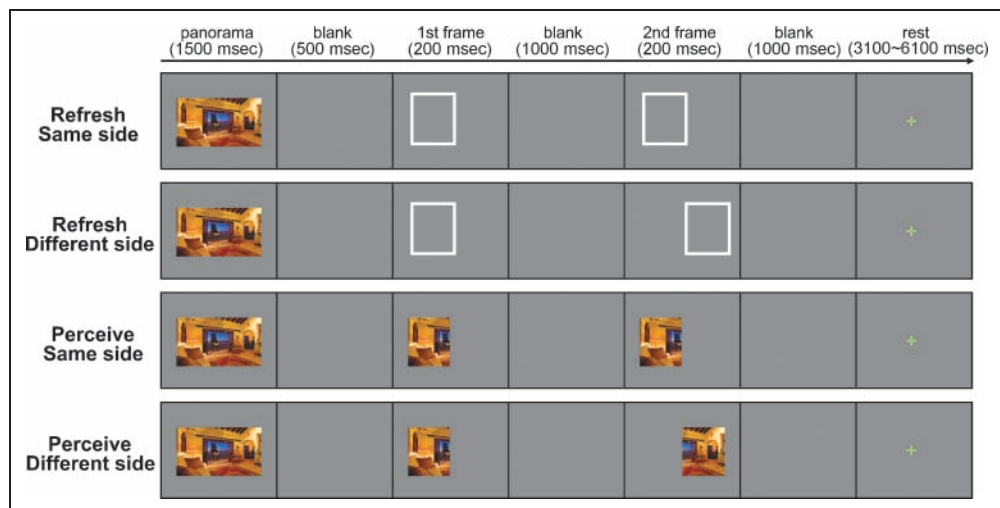 panorama blank 1st frame blank 2nd frame blank rest
(1500 msec) (500 msec) (200 msec) (1000 msec) (200 msec) (1000 msec) (3100~6100 msec)
Refresh
Same side
Refresh
Different side
Perceive
Same side
Perceive
Different side